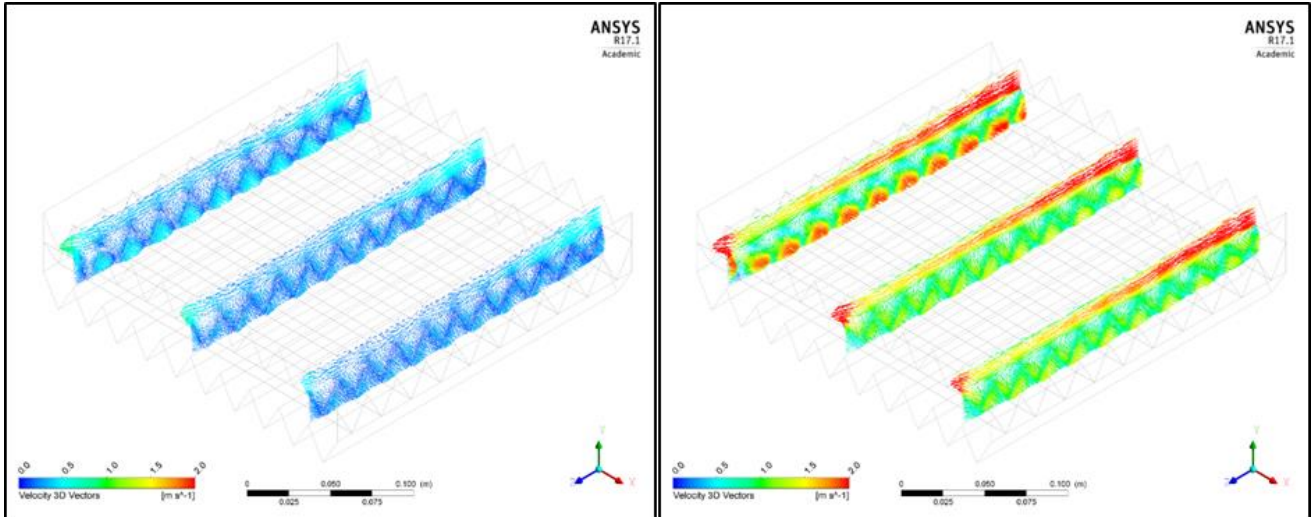 ANSYS
R17.1
Academic
0.0 0.5 1.0 1.5 2.0
Velocity 3D Vectors [m s^-1]
0 0.050 0.100 (m)
0.025 0.075
Y
Z X
ANSYS
R17.1
Academic
0.0 0.5 1.0 1.5 2.0
Velocity 3D Vectors [m s^-1]
0 0.050 0.100 (m)
0.025 0.075
Y
Z X